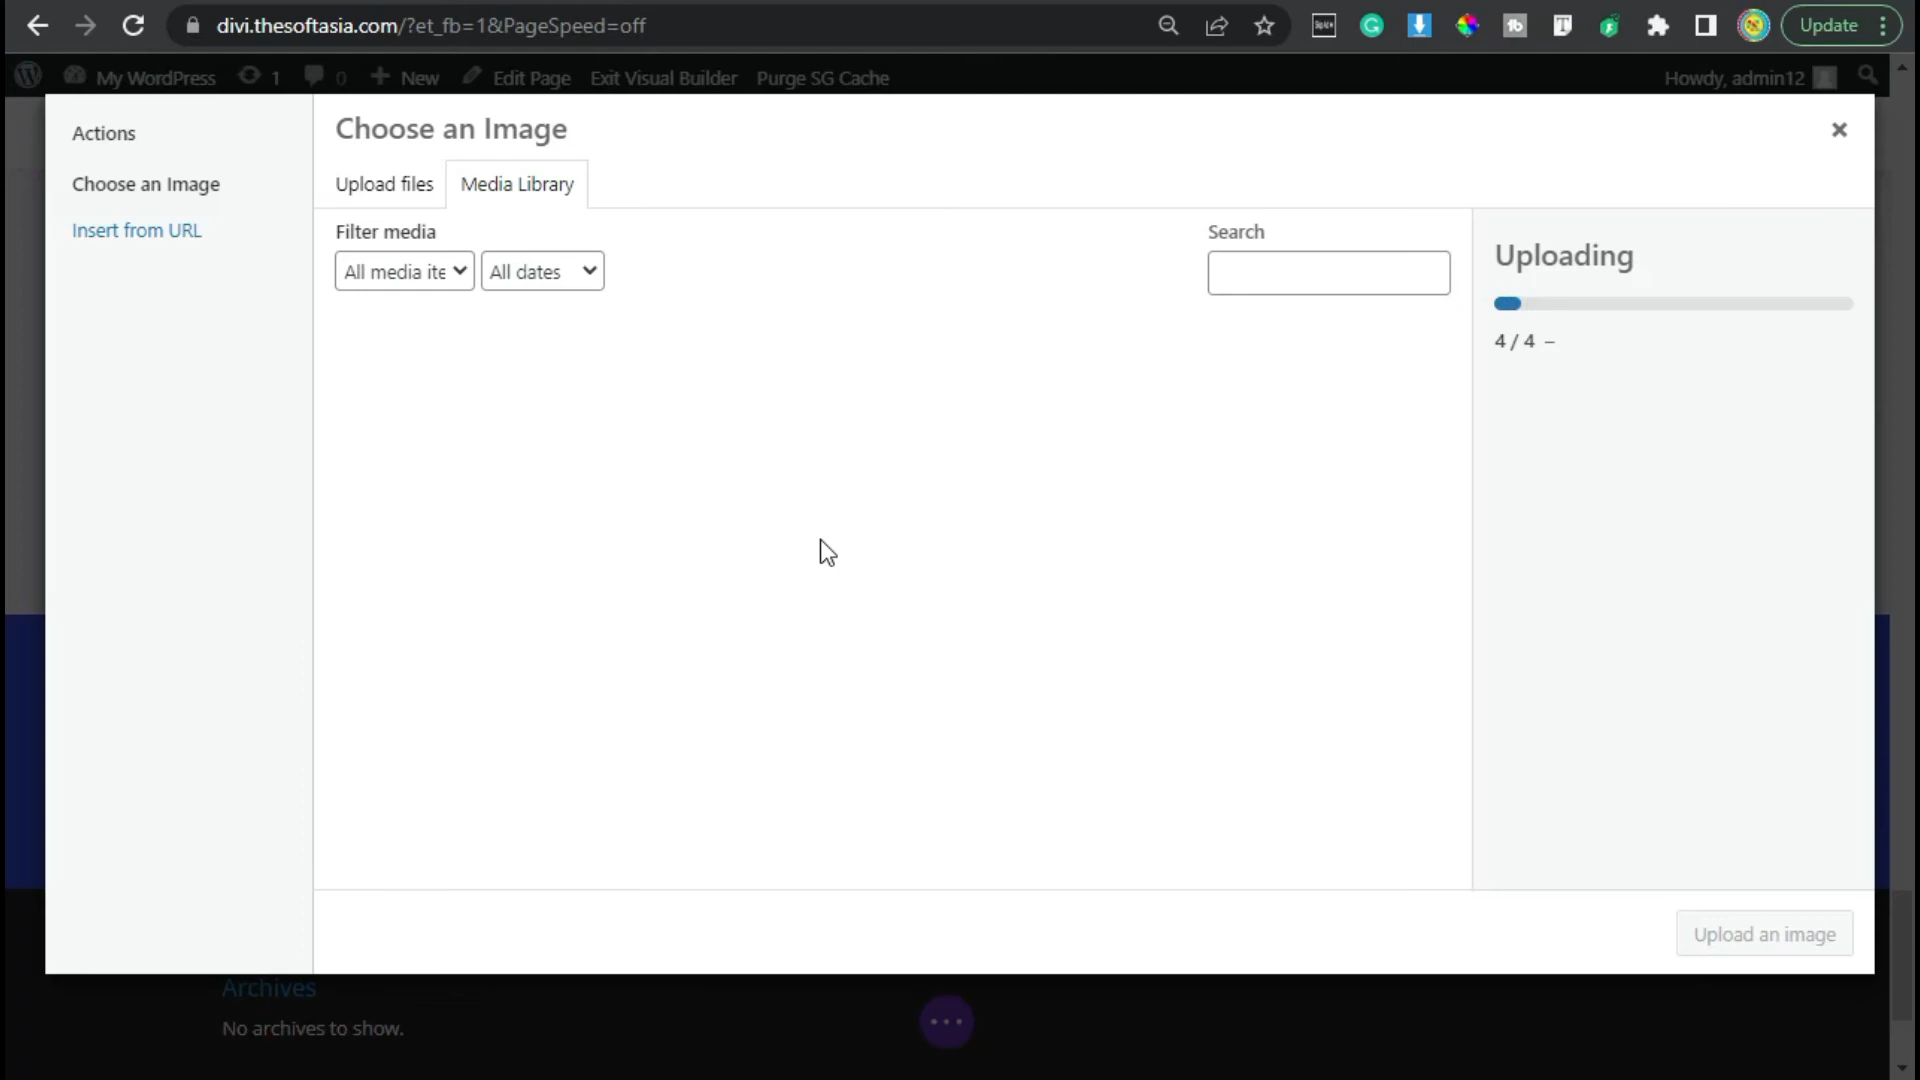 divi.thesoftasia.com/?et_fb=1&PageSpeed=off
Update
My WordPress 1 0 New Edit Page Exit Visual Builder Purge SG Cache Howdy, admin12
Actions
Choose an Image
Insert from URL
Choose an Image
Upload files Media Library
Filter media
All media ite All dates
Search
Uploading
4 / 4 –
Upload an image
Archives
No archives to show.